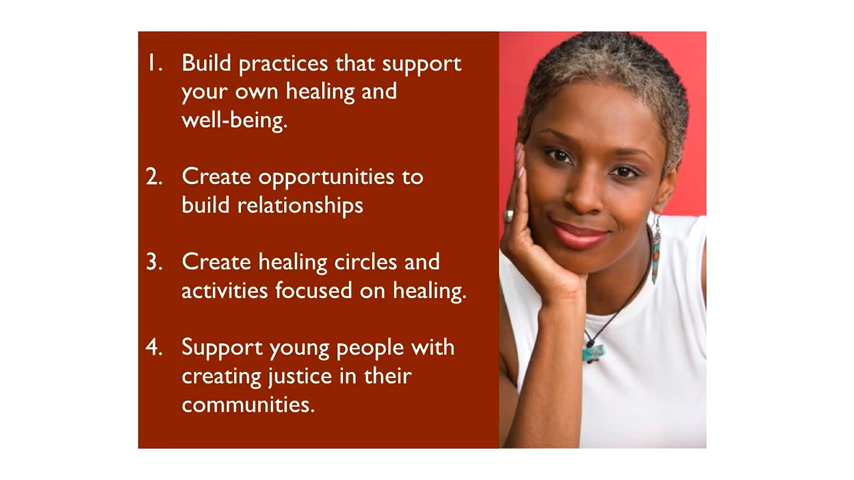 1. Build practices that support
your own healing and
well-being.
2. Create opportunities to
build relationships
3. Create healing circles and
activities focused on healing.
4. Support young people with
creating justice in their
communities.